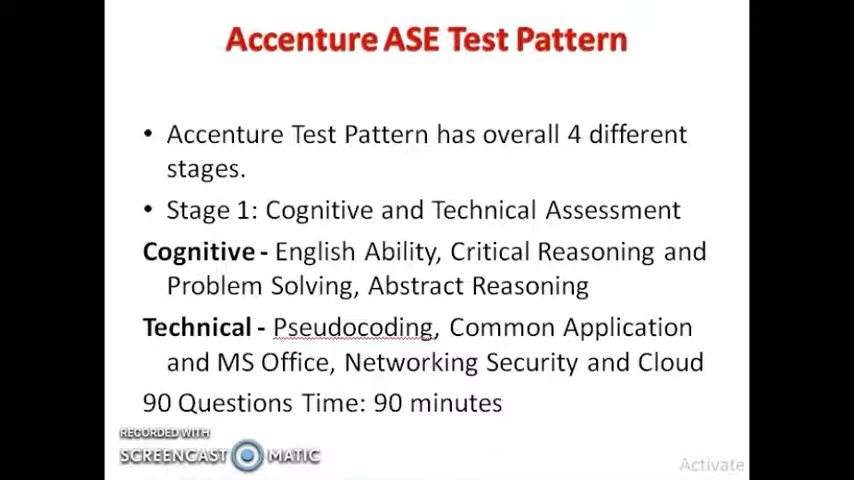 Accenture ASE Test Pattern
• Accenture Test Pattern has overall 4 different
stages.
• Stage 1: Cognitive and Technical Assessment
Cognitive - English Ability, Critical Reasoning and
Problem Solving, Abstract Reasoning
Technical - Pseudocoding, Common Application
and MS Office, Networking Security and Cloud
90 Questions Time: 90 minutes
RECORDED WITH
SCREENCAST MATIC
Activate